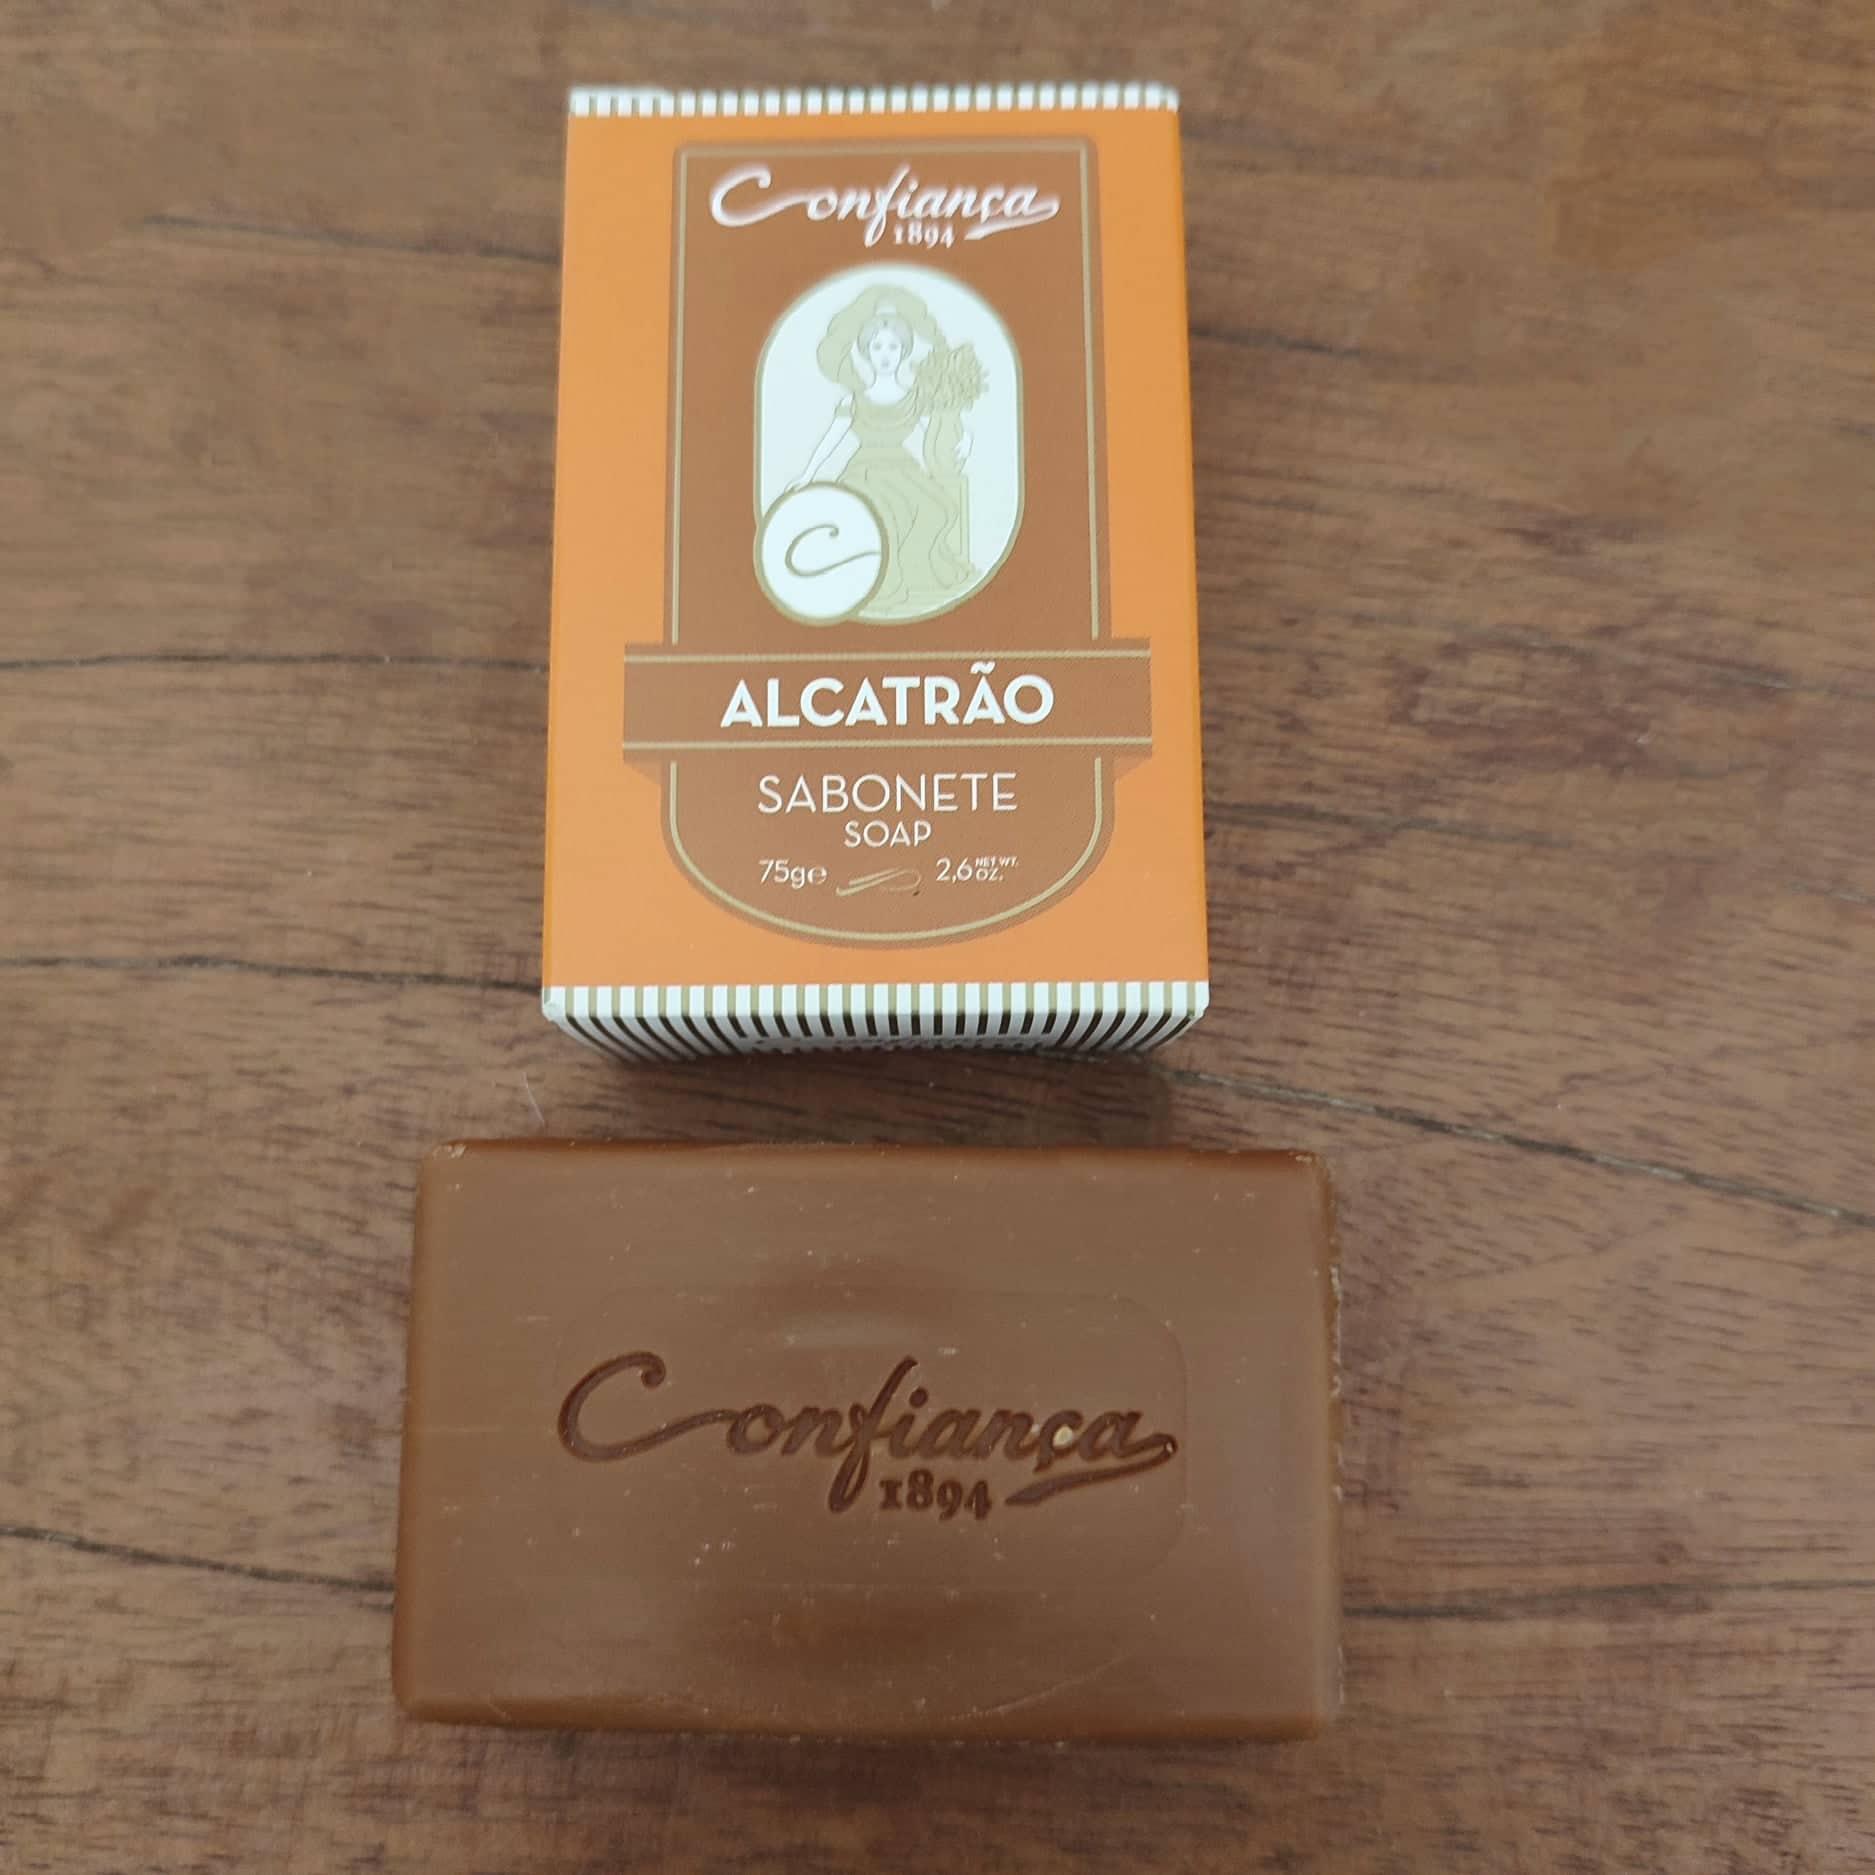 Confiança
1894
C
ALCATRÃO
SABONETE
SOAP
75g℮ 2,6 NET WT. OZ.
Confiança
1894